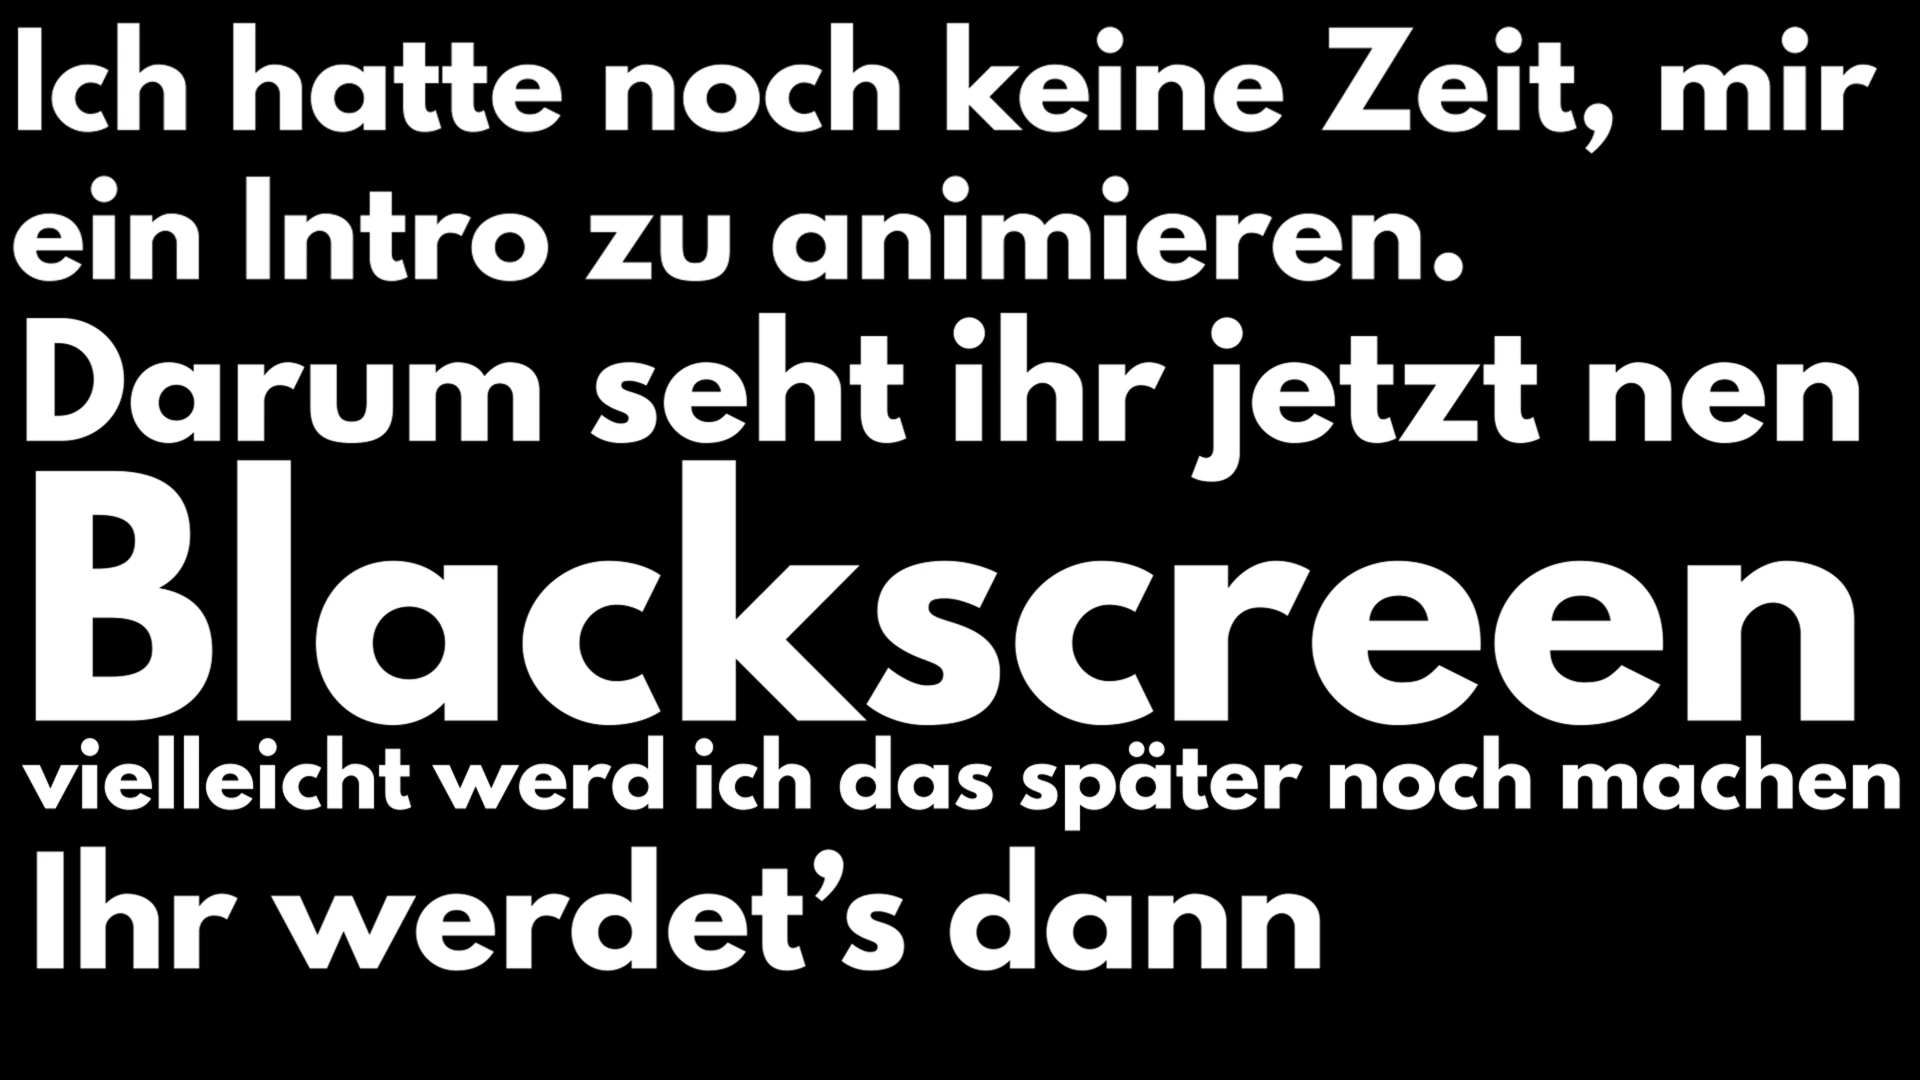 Ich hatte noch keine Zeit, mir
ein Intro zu animieren.
Darum seht ihr jetzt nen
Blackscreen
vielleicht werd ich das später noch machen
Ihr werdet’s dann